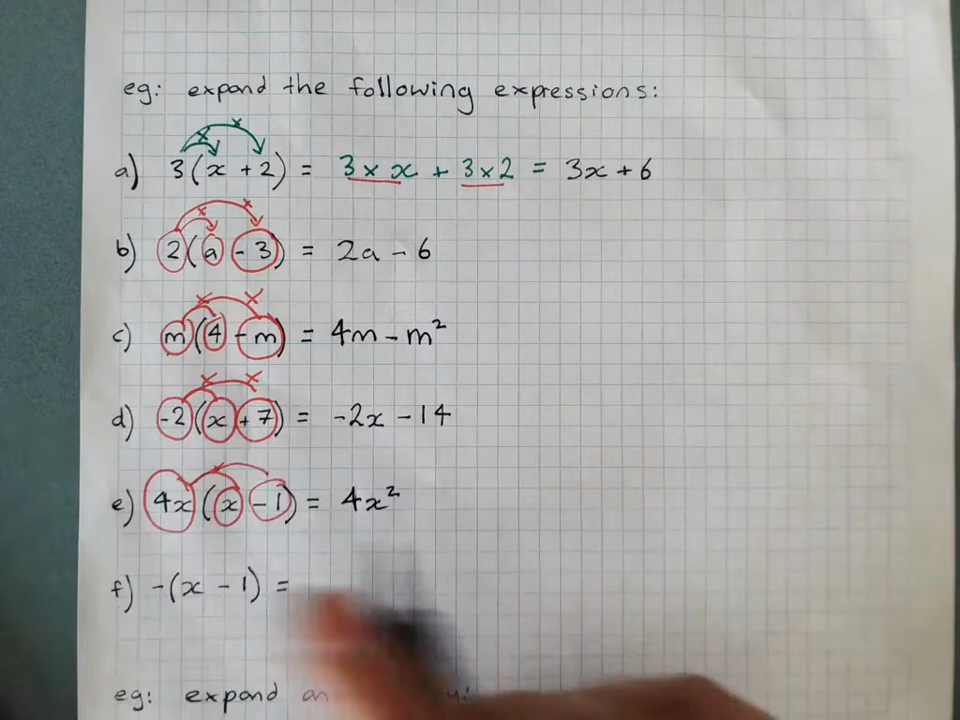 eg: expand the following expressions:
a) 3(x + 2) = 3 × x + 3 × 2 = 3x + 6
b) 2(a - 3) = 2a - 6
c) m(4 - m) = 4m - m²
d) -2(x + 7) = -2x - 14
e) 4x(x - 1) = 4x²
f) -(x - 1) =
eg: expand